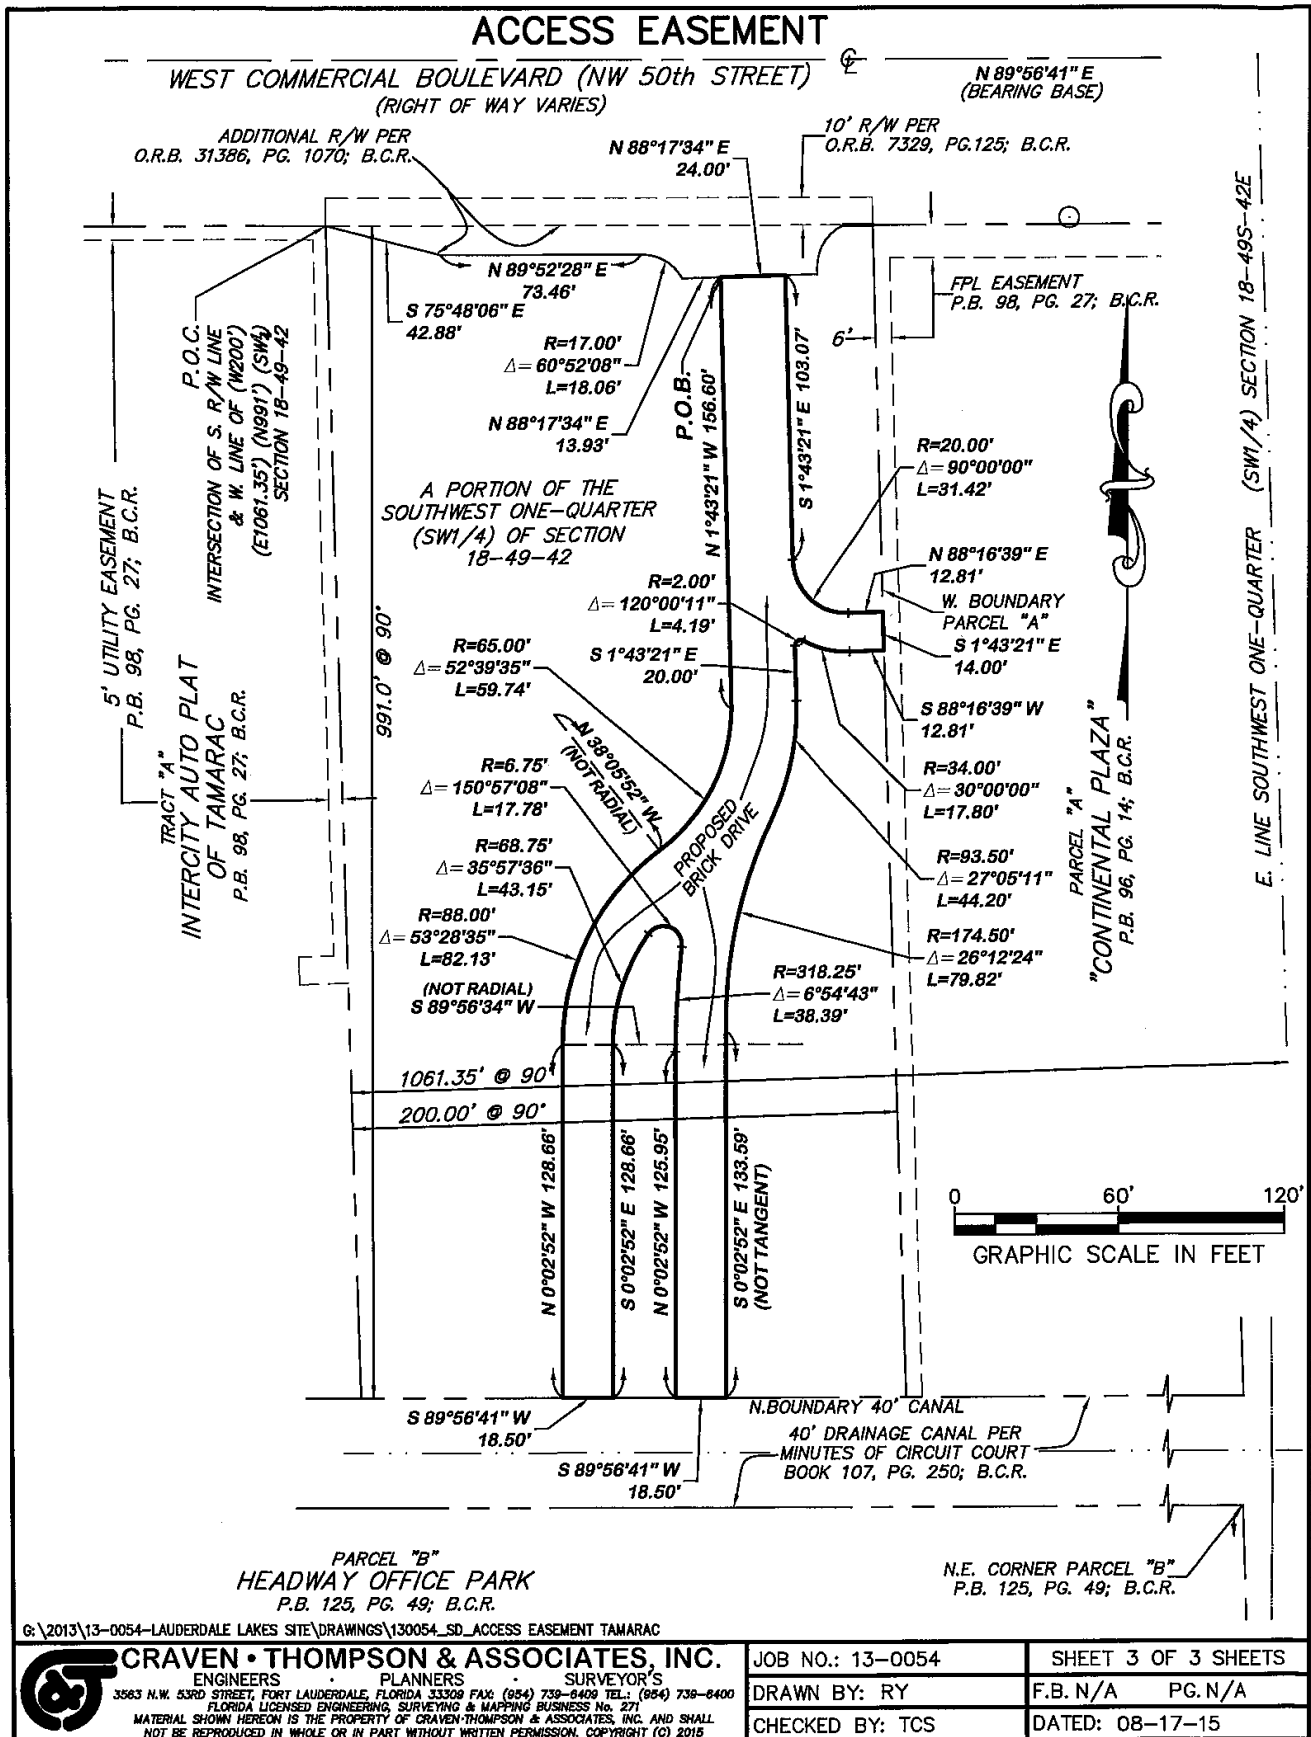 ACCESS EASEMENT
WEST COMMERCIAL BOULEVARD (NW 50th STREET)
(RIGHT OF WAY VARIES)
N 89°56'41" E
(BEARING BASE)
ADDITIONAL R/W PER
O.R.B. 31386, PG. 1070; B.C.R.
N 88°17'34" E
24.00'
10' R/W PER
O.R.B. 7329, PG.125; B.C.R.
N 89°52'28" E
73.46'
S 75°48'06" E
42.88'
R=17.00'
Δ= 60°52'08"
L=18.06'
N 88°17'34" E
13.93'
FPL EASEMENT
P.B. 98, PG. 27; B.C.R.
6'
P.O.C.
INTERSECTION OF S. R/W LINE
& W. LINE OF (W200')
(E1061.35') (N991') (SW¼)
SECTION 18-49-42
P.O.B.
N 1°43'21" W 156.60'
S 1°43'21" E 103.07'
E. LINE SOUTHWEST ONE-QUARTER (SW1/4) SECTION 18-49S-42E
A PORTION OF THE
SOUTHWEST ONE-QUARTER
(SW1/4) OF SECTION
18-49-42
R=20.00'
Δ= 90°00'00"
L=31.42'
N 88°16'39" E
12.81'
W. BOUNDARY
PARCEL "A"
S 1°43'21" E
14.00'
S 88°16'39" W
12.81'
R=2.00'
Δ= 120°00'11"
L=4.19'
S 1°43'21" E
20.00'
R=65.00'
Δ= 52°39'35"
L=59.74'
5' UTILITY EASEMENT
P.B. 98, PG. 27; B.C.R.
991.0' @ 90°
TRACT "A"
INTERCITY AUTO PLAT
OF TAMARAC
P.B. 98, PG. 27; B.C.R.
N 38°05'52" W
(NOT RADIAL)
R=6.75'
Δ= 150°57'08"
L=17.78'
R=34.00'
Δ= 30°00'00"
L=17.80'
PROPOSED
BRICK DRIVE
R=68.75'
Δ= 35°57'36"
L=43.15'
R=93.50'
Δ= 27°05'11"
L=44.20'
PARCEL "A"
"CONTINENTAL PLAZA"
P.B. 96, PG. 14; B.C.R.
R=88.00'
Δ= 53°28'35"
L=82.13'
R=174.50'
Δ= 26°12'24"
L=79.82'
(NOT RADIAL)
S 89°56'34" W
R=318.25'
Δ= 6°54'43"
L=38.39'
1061.35' @ 90°
200.00' @ 90°
N 0°02'52" W 128.66'
S 0°02'52" E 128.66'
N 0°02'52" W 125.95'
S 0°02'52" E 133.59'
(NOT TANGENT)
0 60' 120'
GRAPHIC SCALE IN FEET
S 89°56'41" W
18.50'
N.BOUNDARY 40' CANAL
40' DRAINAGE CANAL PER
MINUTES OF CIRCUIT COURT
BOOK 107, PG. 250; B.C.R.
S 89°56'41" W
18.50'
PARCEL "B"
HEADWAY OFFICE PARK
P.B. 125, PG. 49; B.C.R.
N.E. CORNER PARCEL "B"
P.B. 125, PG. 49; B.C.R.
G:\2013\13-0054-LAUDERDALE LAKES SITE\DRAWINGS\130054_SD_ACCESS EASEMENT TAMARAC
CRAVEN • THOMPSON & ASSOCIATES, INC.
ENGINEERS · PLANNERS · SURVEYOR'S
3563 N.W. 53RD STREET, FORT LAUDERDALE, FLORIDA 33309 FAX: (954) 739-6409 TEL.: (954) 739-6400
FLORIDA LICENSED ENGINEERING, SURVEYING & MAPPING BUSINESS No. 271
MATERIAL SHOWN HEREON IS THE PROPERTY OF CRAVEN·THOMPSON & ASSOCIATES, INC. AND SHALL
NOT BE REPRODUCED IN WHOLE OR IN PART WITHOUT WRITTEN PERMISSION. COPYRIGHT (C) 2015
JOB NO.: 13-0054
SHEET 3 OF 3 SHEETS
DRAWN BY: RY
F.B. N/A PG. N/A
CHECKED BY: TCS
DATED: 08-17-15